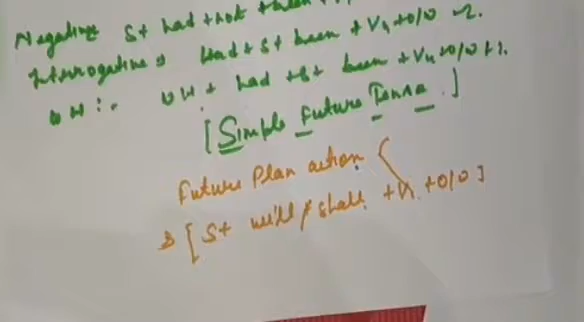 Negative S+ had +not +been +
Interrogative → Had + S+ been + V4 +o/o ~?.
WH :- WH + had +S+ been + V4 +o/o +?.
[Simple Future Tense.]
Future Plan action {
→ [ S+ will / shall +V1 +o/o ]